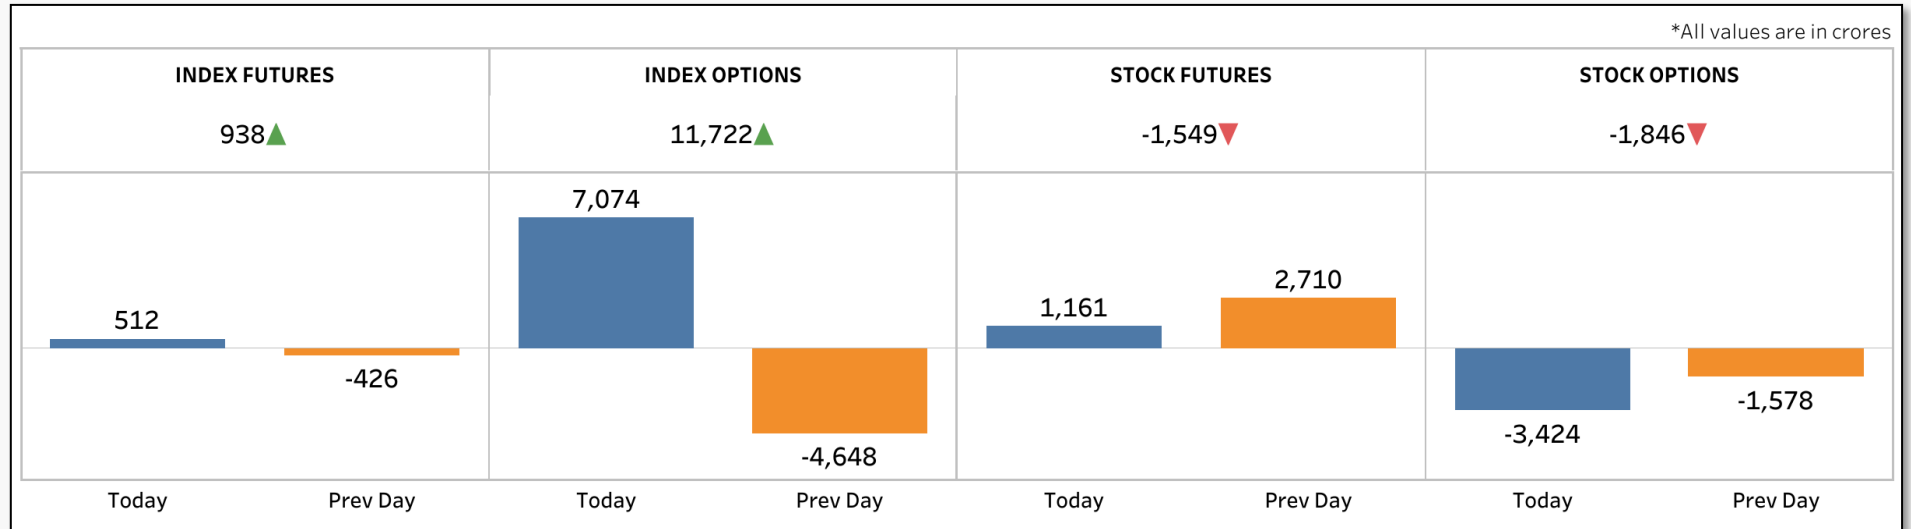 *All values are in crores
INDEX FUTURES INDEX OPTIONS STOCK FUTURES STOCK OPTIONS
938▲ 11,722▲ -1,549▼ -1,846▼
7,074
2,710
1,161
512
-426
-1,578
-3,424
-4,648
Today Prev Day Today Prev Day Today Prev Day Today Prev Day